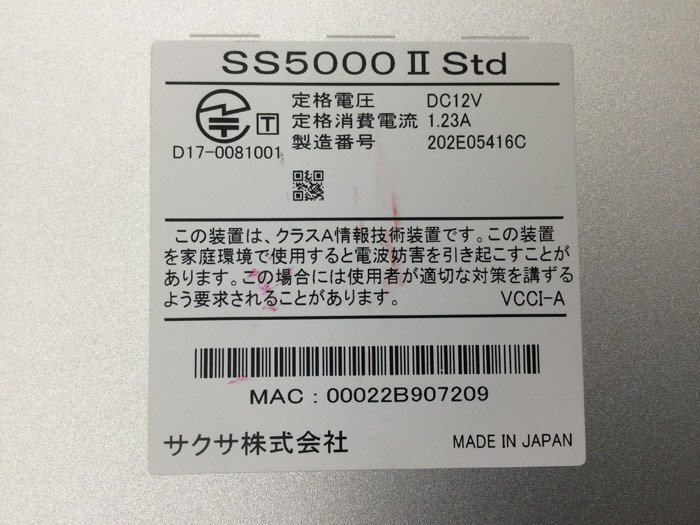 SS5000 Ⅱ Std
定格電圧 DC12V
定格消費電流 1.23A
製造番号 202E05416C
T
D17-0081001
この装置は、クラスA情報技術装置です。この装置
を家庭環境で使用すると電波妨害を引き起こすことが
あります。この場合には使用者が適切な対策を講ずる
よう要求されることがあります。 VCCI-A
MAC : 00022B907209
サクサ株式会社 MADE IN JAPAN